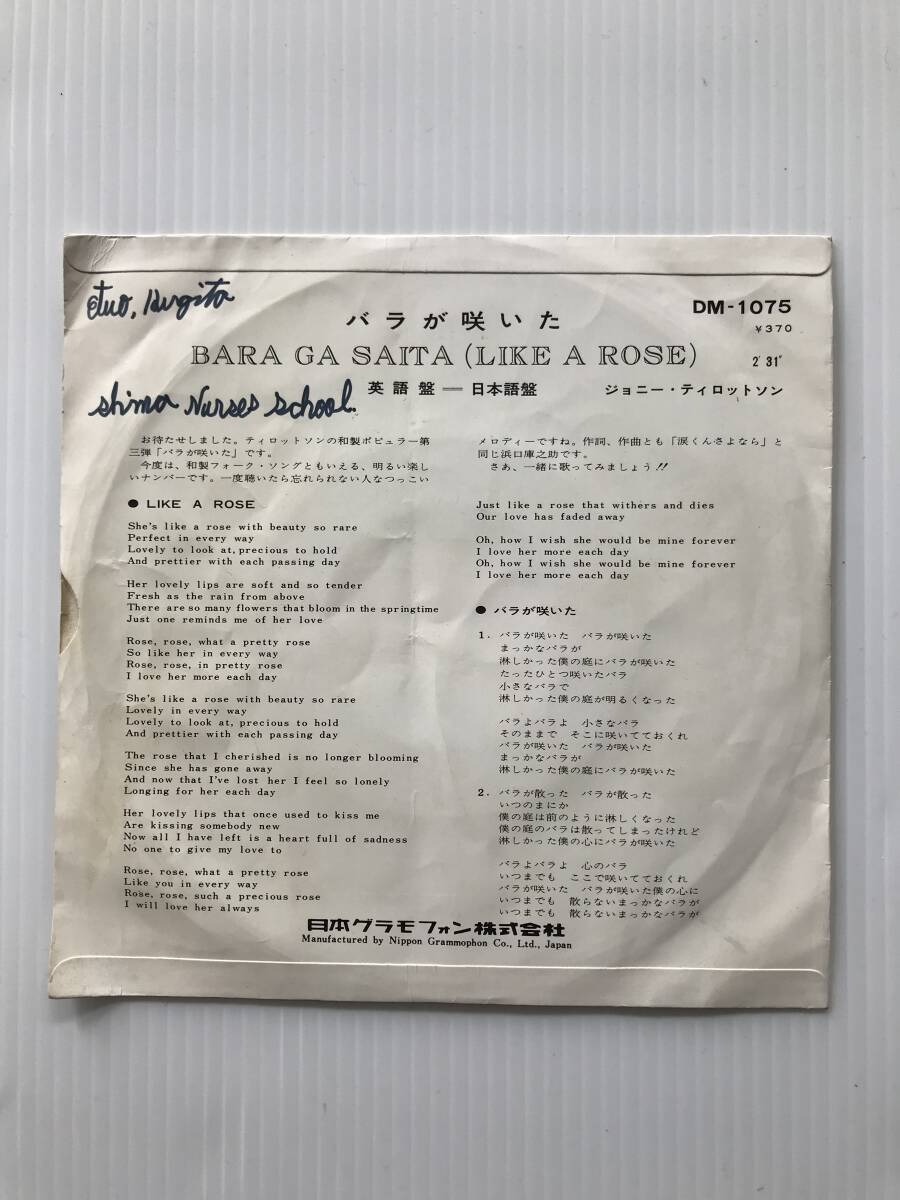 DM-1075
バラが咲いた
¥370
BARA GA SAITA (LIKE A ROSE)
2′31″
英語盤━日本語盤
ジョニー・ティロットソン
Shima Nurses School.
お待たせしました。ティロットソンの和製ポピュラー第
三弾「バラが咲いた」です。
今度は、和製フォーク・ソングともいえる、明るい楽し
いナンバーです。一度聴いたら忘れられない人なつっこい
メロディーですね。作詞、作曲とも「涙くんさよなら」と
同じ浜口庫之助です。
さあ、一緒に歌ってみましょう!!
● LIKE A ROSE
She's like a rose with beauty so rare
Perfect in every way
Lovely to look at, precious to hold
And prettier with each passing day
Her lovely lips are soft and so tender
Fresh as the rain from above
There are so many flowers that bloom in the springtime
Just one reminds me of her love
Rose, rose, what a pretty rose
So like her in every way
Rose, rose, in pretty rose
I love her more each day
She's like a rose with beauty so rare
Lovely in every way
Lovely to look at, precious to hold
And prettier with each passing day
The rose that I cherished is no longer blooming
Since she has gone away
And now that I've lost her I feel so lonely
Longing for her each day
Her lovely lips that once used to kiss me
Are kissing somebody new
Now all I have left is a heart full of sadness
No one to give my love to
Rose, rose, what a pretty rose
Like you in every way
Rose, rose, such a precious rose
I will love her always
Just like a rose that withers and dies
Our love has faded away
Oh, how I wish she would be mine forever
I love her more each day
Oh, how I wish she would be mine forever
I love her more each day
● バラが咲いた
1. バラが咲いた バラが咲いた
まっかなバラが
淋しかった僕の庭にバラが咲いた
たったひとつ咲いたバラ
小さなバラで
淋しかった僕の庭が明るくなった
バラよバラよ 小さなバラ
そのままで そこに咲いてておくれ
バラが咲いた バラが咲いた
まっかなバラが
淋しかった僕の庭にバラが咲いた
2. バラが散った バラが散った
いつのまにか
僕の庭は前のように淋しくなった
僕の庭のバラは散ってしまったけれど
淋しかった僕の心にバラが咲いた
バラよバラよ 心のバラ
いつまでも ここで咲いてておくれ
バラが咲いた バラが咲いた僕の心に
いつまでも 散らないまっかなバラが
いつまでも 散らないまっかなバラが
日本グラモフォン株式会社
Manufactured by Nippon Grammophon Co., Ltd., Japan